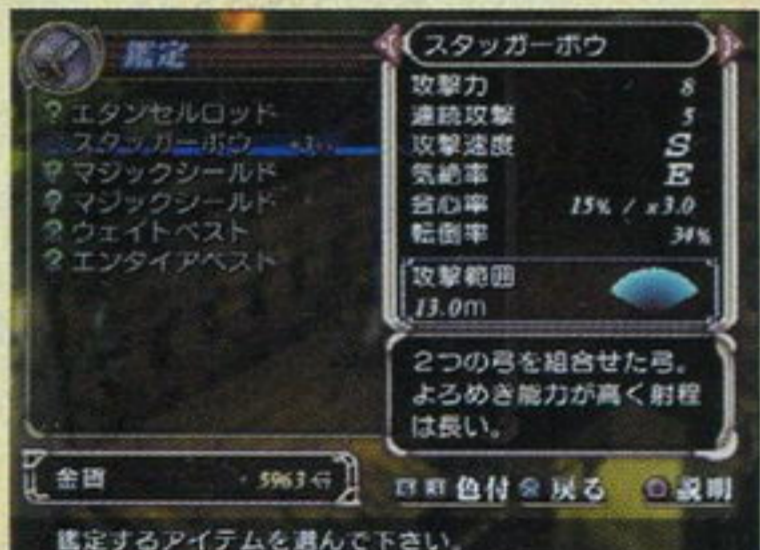 鑑定
? エタンセルロッド
スタッガーボウ +3
? マジックシールド
? マジックシールド
? ウェイトベスト
? エンタイアベスト
金画 5963
スタッガーボウ
攻撃力 8
連続攻撃 5
攻撃速度 S
気絶率 E
会心率 15% / x3.0
転倒率 34%
攻撃範囲
13.0m
2つの弓を組合せた弓。
よろめき能力が高く射程
は長い。
色付 戻る 説明
鑑定するアイテムを選んで下さい。